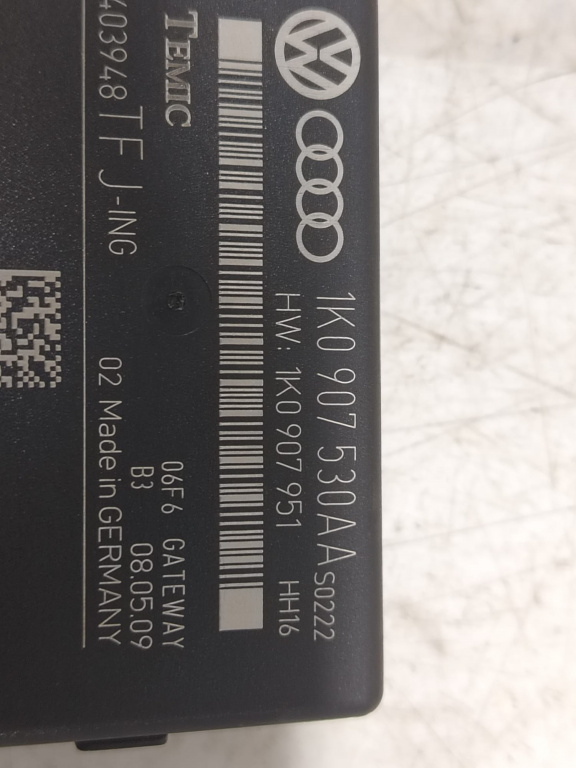 1K0 907 530AA S0222
HW: 1K0 907 951 HH16
TEMIC
06F6 GATEWAY
B3 08.05.09
403948 TFJ-ING 02 Made in GERMANY